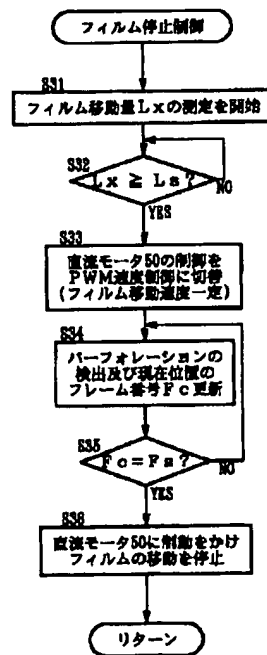 フィルム停止制御
S31
フィルム移動量Lxの測定を開始
S32
Lx≧Ls?
NO
YES
S33
直流モータ50の制御を
PWM速度制御に切替
(フィルム移動速度一定)
S34
パーフォレーションの
検出及び現在位置の
フレーム番号Fc更新
S35
Fc=Fs?
NO
YES
S36
直流モータ50に制動をかけ
フィルムの移動を停止
リターン